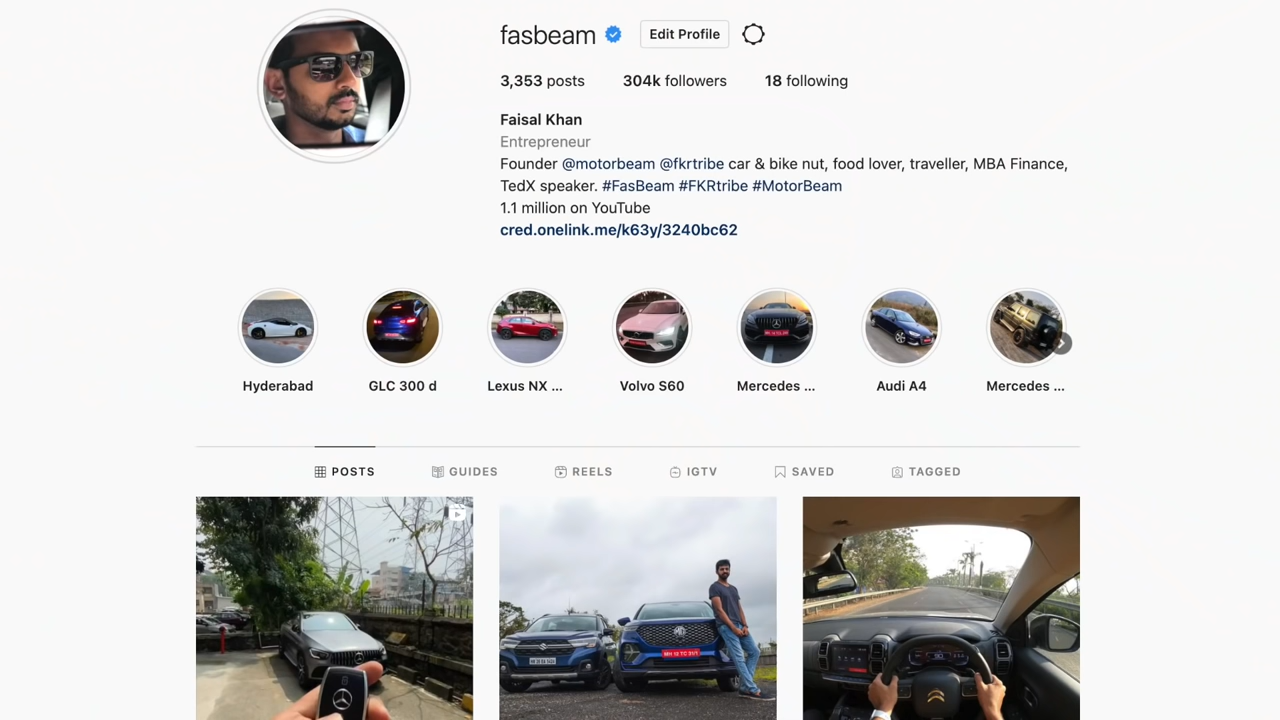 fasbeam Edit Profile
3,353 posts 304k followers 18 following
Faisal Khan
Entrepreneur
Founder @motorbeam @fkrtribe car & bike nut, food lover, traveller, MBA Finance,
TedX speaker. #FasBeam #FKRtribe #MotorBeam
1.1 million on YouTube
cred.onelink.me/k63y/3240bc62
Hyderabad GLC 300 d Lexus NX ... Volvo S60 Mercedes ... Audi A4 Mercedes ...
POSTS GUIDES REELS IGTV SAVED TAGGED
MG